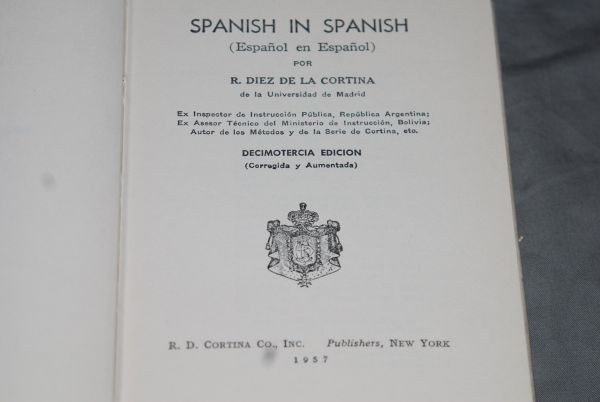 SPANISH IN SPANISH
(Español en Español)
POR
R. DIEZ DE LA CORTINA
de la Universidad de Madrid
Ex Inspector de Instrucción Pública, República Argentina;
Ex Asesor Técnico del Ministerio de Instrucción, Bolivia;
Autor de los Métodos y de la Serie de Cortina, etc.
DECIMOTERCIA EDICION
(Corregida y Aumentada)
R. D. CORTINA CO., INC. Publishers, NEW YORK
1957